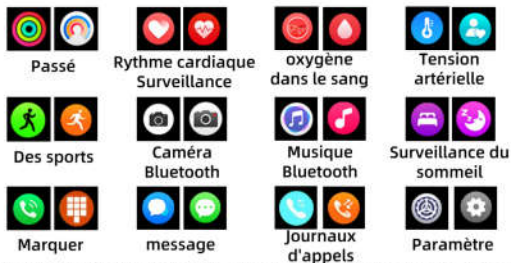 Passé
Rythme cardiaque
Surveillance
oxygène
dans le sang
Tension
artérielle
Des sports
Caméra
Bluetooth
Musique
Bluetooth
Surveillance du
sommeil
Marquer
message
Journaux
d'appels
Paramètre